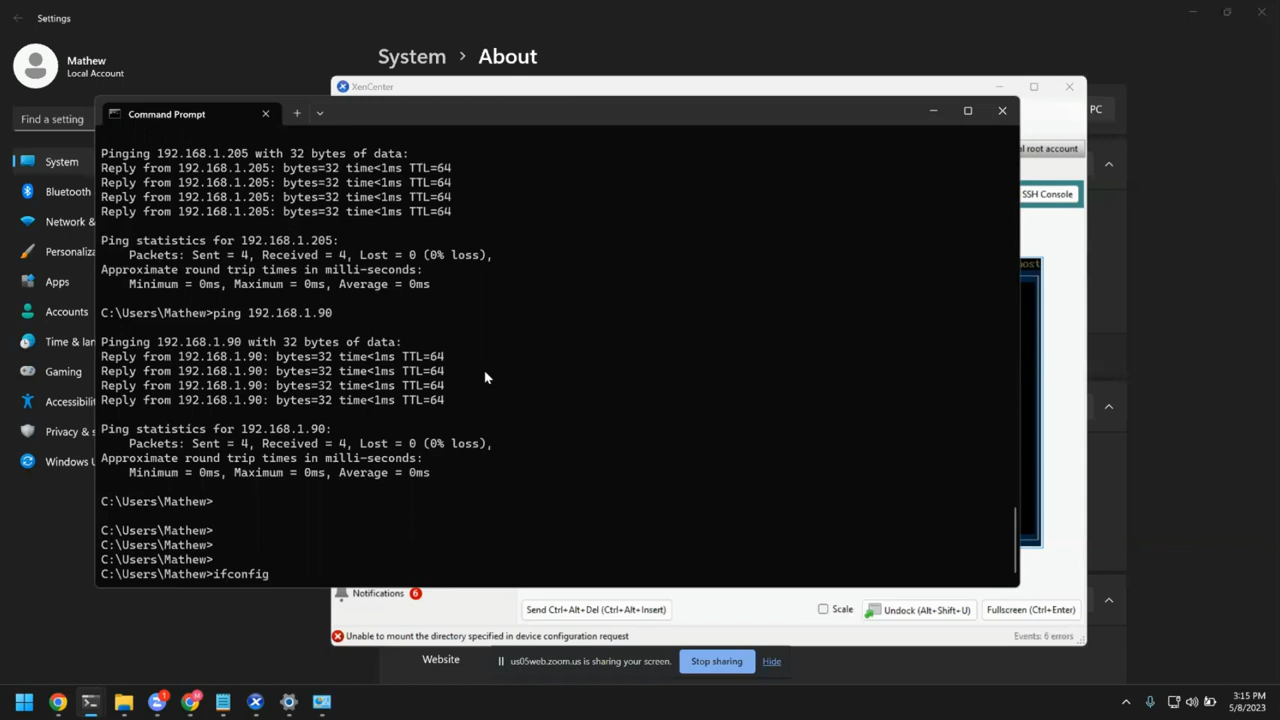 Settings
Mathew
Local Account
Find a setting
System
Bluetooth
Network &
Personaliza
Apps
Accounts
Time & lan
Gaming
Accessibilit
Privacy & s
Windows U
System > About
PC
XenCenter
al root account
SSH Console
ost
Command Prompt
Pinging 192.168.1.205 with 32 bytes of data:
Reply from 192.168.1.205: bytes=32 time<1ms TTL=64
Reply from 192.168.1.205: bytes=32 time<1ms TTL=64
Reply from 192.168.1.205: bytes=32 time<1ms TTL=64
Reply from 192.168.1.205: bytes=32 time<1ms TTL=64
Ping statistics for 192.168.1.205:
Packets: Sent = 4, Received = 4, Lost = 0 (0% loss),
Approximate round trip times in milli-seconds:
Minimum = 0ms, Maximum = 0ms, Average = 0ms
C:\Users\Mathew>ping 192.168.1.90
Pinging 192.168.1.90 with 32 bytes of data:
Reply from 192.168.1.90: bytes=32 time<1ms TTL=64
Reply from 192.168.1.90: bytes=32 time<1ms TTL=64
Reply from 192.168.1.90: bytes=32 time<1ms TTL=64
Reply from 192.168.1.90: bytes=32 time<1ms TTL=64
Ping statistics for 192.168.1.90:
Packets: Sent = 4, Received = 4, Lost = 0 (0% loss),
Approximate round trip times in milli-seconds:
Minimum = 0ms, Maximum = 0ms, Average = 0ms
C:\Users\Mathew>
C:\Users\Mathew>
C:\Users\Mathew>
C:\Users\Mathew>
C:\Users\Mathew>ifconfig
Notifications 6
Send Ctrl+Alt+Del (Ctrl+Alt+Insert)
Scale
Undock (Alt+Shift+U)
Fullscreen (Ctrl+Enter)
Unable to mount the directory specified in device configuration request
Events: 6 errors
Website
us05web.zoom.us is sharing your screen.
Stop sharing
Hide
1
M
3:15 PM
5/8/2023